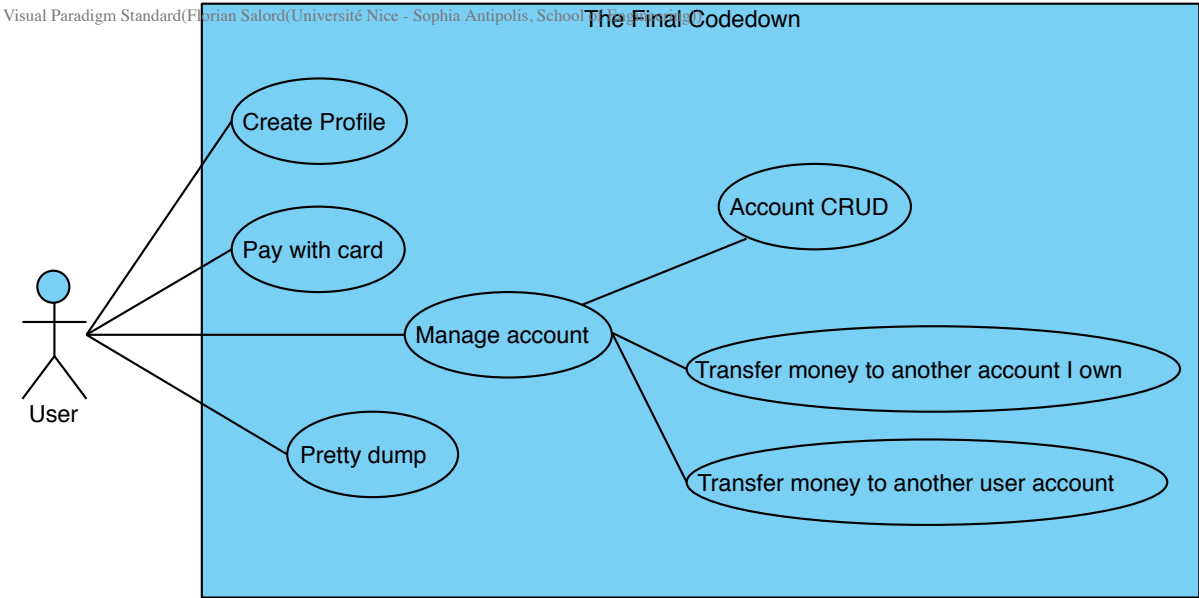 Visual Paradigm Standard(Florian Salord(Université Nice - Sophia Antipolis, School of Engineering))
The Final Codedown
Create Profile
Pay with card
Account CRUD
Manage account
Transfer money to another account I own
User
Pretty dump
Transfer money to another user account